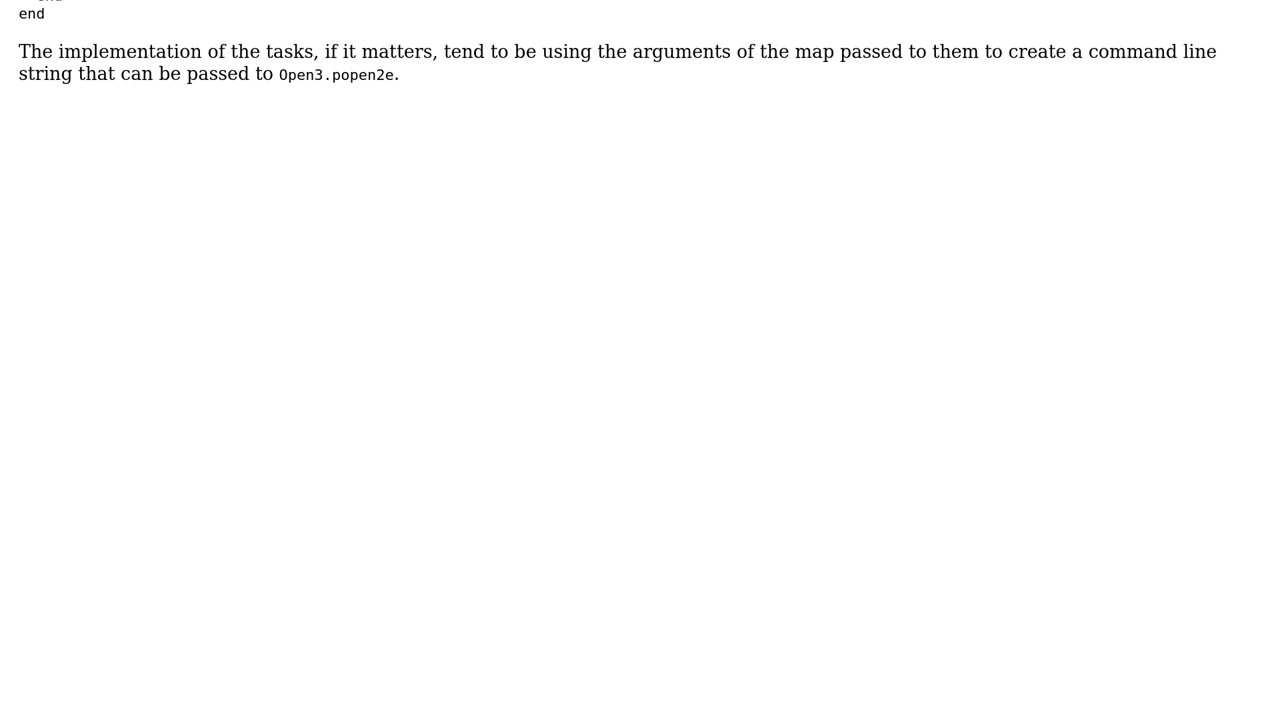 end
The implementation of the tasks, if it matters, tend to be using the arguments of the map passed to them to create a command line
string that can be passed to Open3.popen2e.